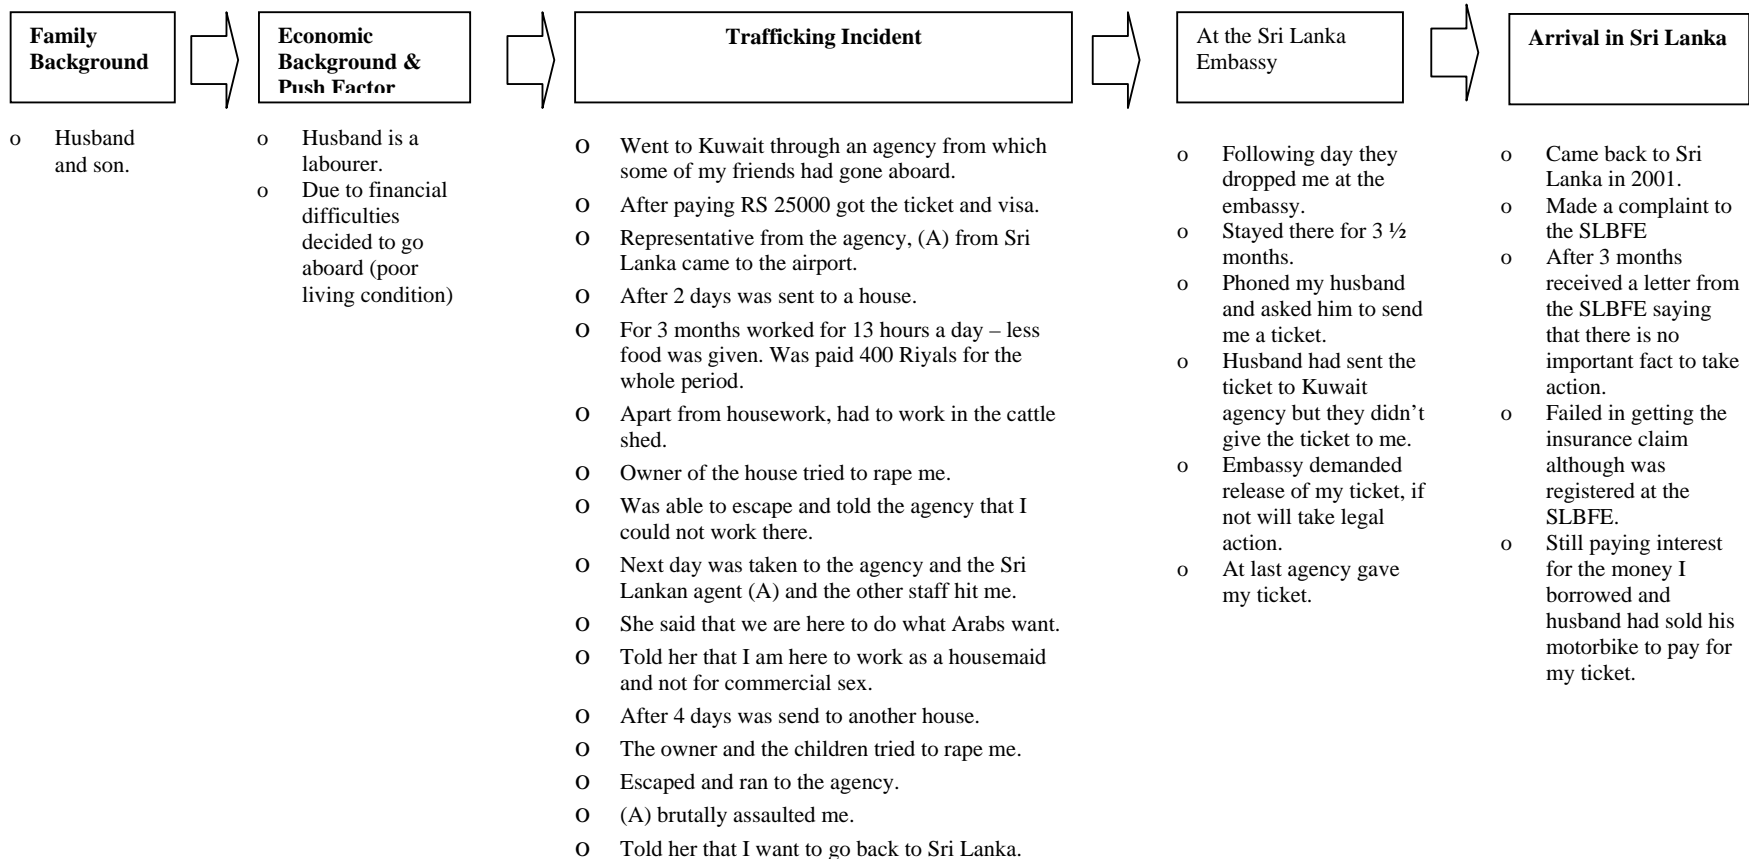 Family
Background
Economic
Background &
Push Factor
Trafficking Incident
At the Sri Lanka
Embassy
Arrival in Sri Lanka
o Husband
and son.
o Husband is a
labourer.
o Due to financial
difficulties
decided to go
aboard (poor
living condition)
o Went to Kuwait through an agency from which
some of my friends had gone aboard.
o After paying RS 25000 got the ticket and visa.
o Representative from the agency, (A) from Sri
Lanka came to the airport.
o After 2 days was sent to a house.
o For 3 months worked for 13 hours a day – less
food was given. Was paid 400 Riyals for the
whole period.
o Apart from housework, had to work in the cattle
shed.
o Owner of the house tried to rape me.
o Was able to escape and told the agency that I
could not work there.
o Next day was taken to the agency and the Sri
Lankan agent (A) and the other staff hit me.
o She said that we are here to do what Arabs want.
o Told her that I am here to work as a housemaid
and not for commercial sex.
o After 4 days was send to another house.
o The owner and the children tried to rape me.
o Escaped and ran to the agency.
o (A) brutally assaulted me.
o Told her that I want to go back to Sri Lanka.
o Following day they
dropped me at the
embassy.
o Stayed there for 3 ½
months.
o Phoned my husband
and asked him to send
me a ticket.
o Husband had sent the
ticket to Kuwait
agency but they didn’t
give the ticket to me.
o Embassy demanded
release of my ticket, if
not will take legal
action.
o At last agency gave
my ticket.
o Came back to Sri
Lanka in 2001.
o Made a complaint to
the SLBFE
o After 3 months
received a letter from
the SLBFE saying
that there is no
important fact to take
action.
o Failed in getting the
insurance claim
although was
registered at the
SLBFE.
o Still paying interest
for the money I
borrowed and
husband had sold his
motorbike to pay for
my ticket.